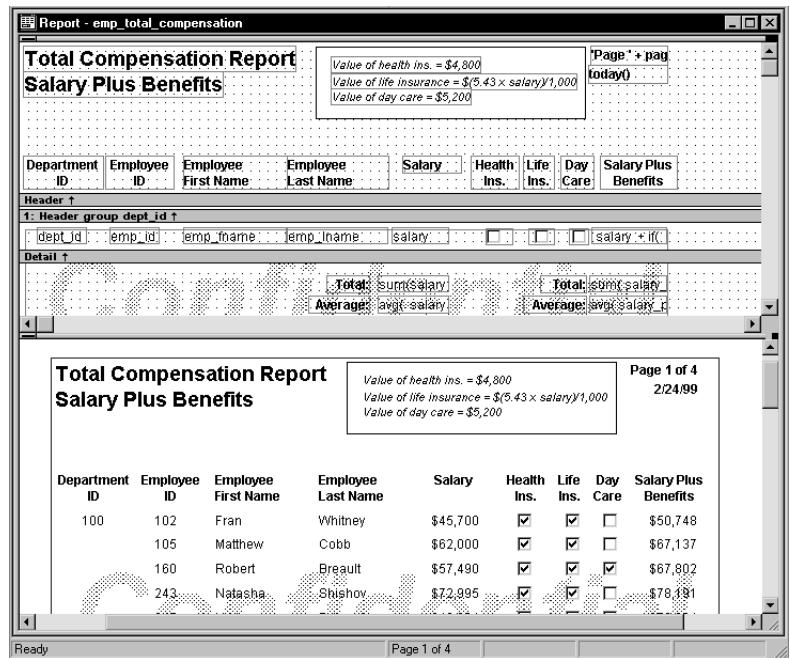 Report - emp_total_compensation
Total Compensation Report
Salary Plus Benefits
Value of health ins. = $4,800
Value of life insurance = $(5.43 x salary)/1,000
Value of day care = $5,200
"Page " + pag
today()
Department ID Employee ID Employee First Name Employee Last Name Salary Health Ins. Life Ins. Day Care Salary Plus Benefits
Header ↑
1: Header group dept_id ↑
dept_id emp_id emp_fname emp_lname salary salary + if(
Detail ↑
Confidential
Total: sum(salary Total: sum( salary_
Average: avg( salary Average: avg( salary_p
Total Compensation Report
Salary Plus Benefits
Value of health ins. = $4,800
Value of life insurance = $(5.43 x salary)/1,000
Value of day care = $5,200
Page 1 of 4
2/24/99
Department ID Employee ID Employee First Name Employee Last Name Salary Health Ins. Life Ins. Day Care Salary Plus Benefits
100 102 Fran Whitney $45,700 $50,748
105 Matthew Cobb $62,000 $67,137
160 Robert Breault $57,490 $67,802
243 Natasha Shishov $72,995 $78,191
Confidential
Ready Page 1 of 4